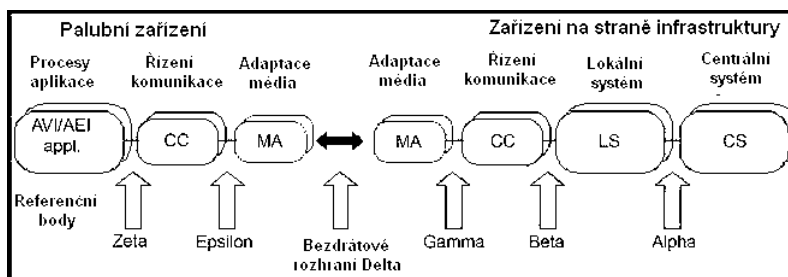 Palubní zařízení
Zařízení na straně infrastruktury
Procesy aplikace
Řízení komunikace
Adaptace média
Adaptace média
Řízení komunikace
Lokální systém
Centrální systém
AVI/AEI appl.
CC
MA
MA
CC
LS
CS
Referenční body
Zeta
Epsilon
Bezdrátové rozhraní Delta
Gamma
Beta
Alpha